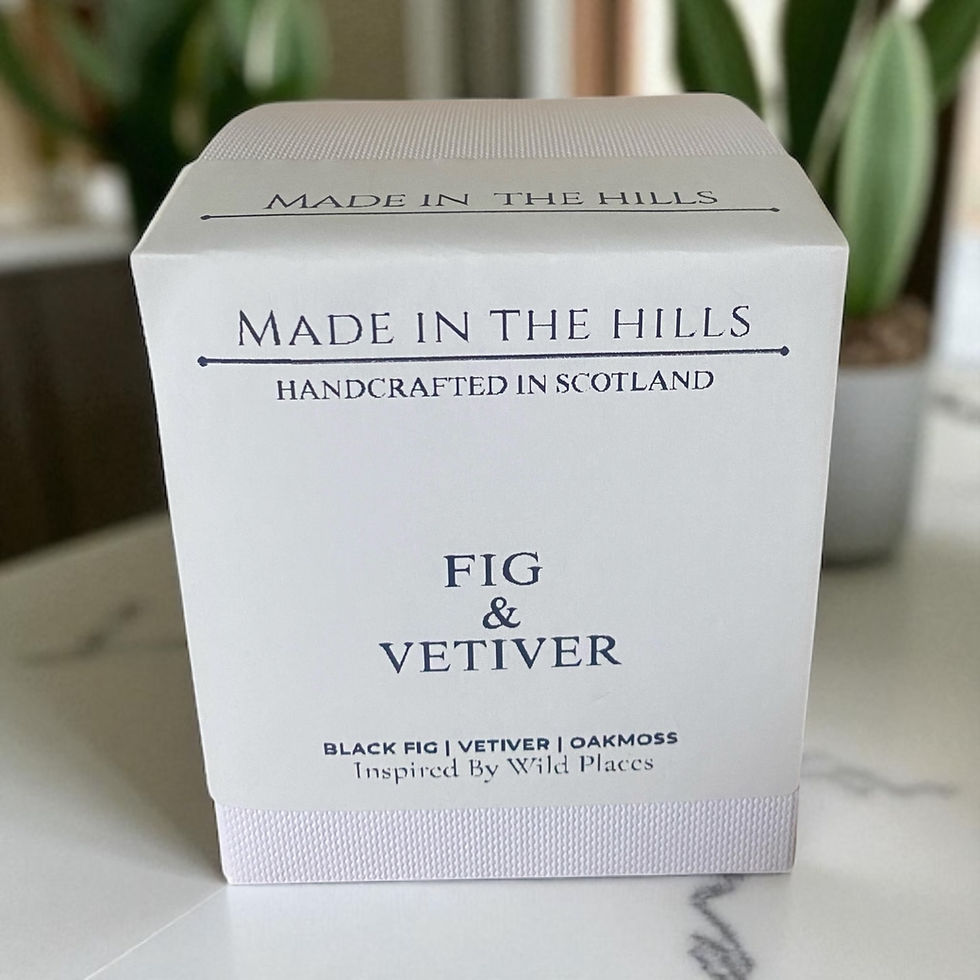 MADE IN THE HILLS
MADE IN THE HILLS
HANDCRAFTED IN SCOTLAND
FIG
&
VETIVER
BLACK FIG | VETIVER | OAKMOSS
Inspired By Wild Places